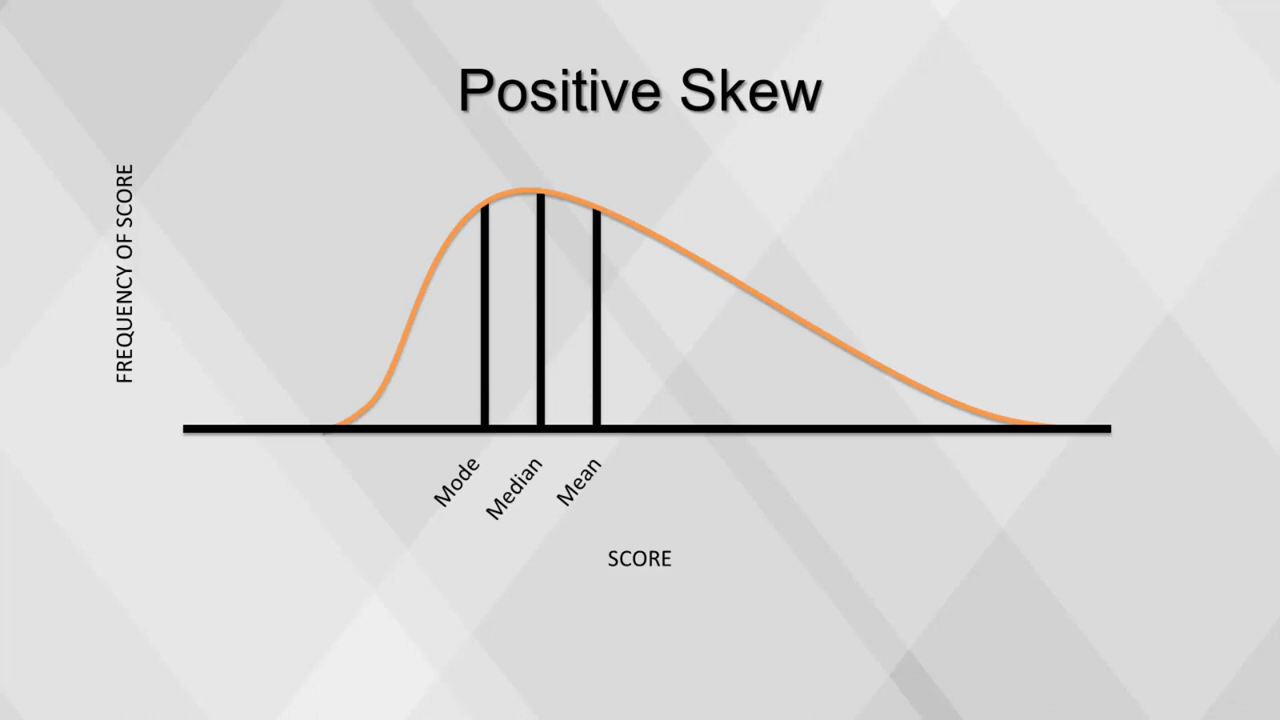 Positive Skew
FREQUENCY OF SCORE
Mode
Median
Mean
SCORE